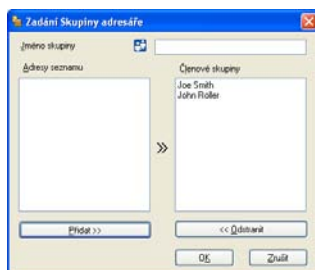 Zadání Skupiny adresáře
Jméno skupiny
Adresy seznamu
Členové skupiny
Joe Smith
John Roller
Přidat >>
<< Odstranit
OK
Zrušit